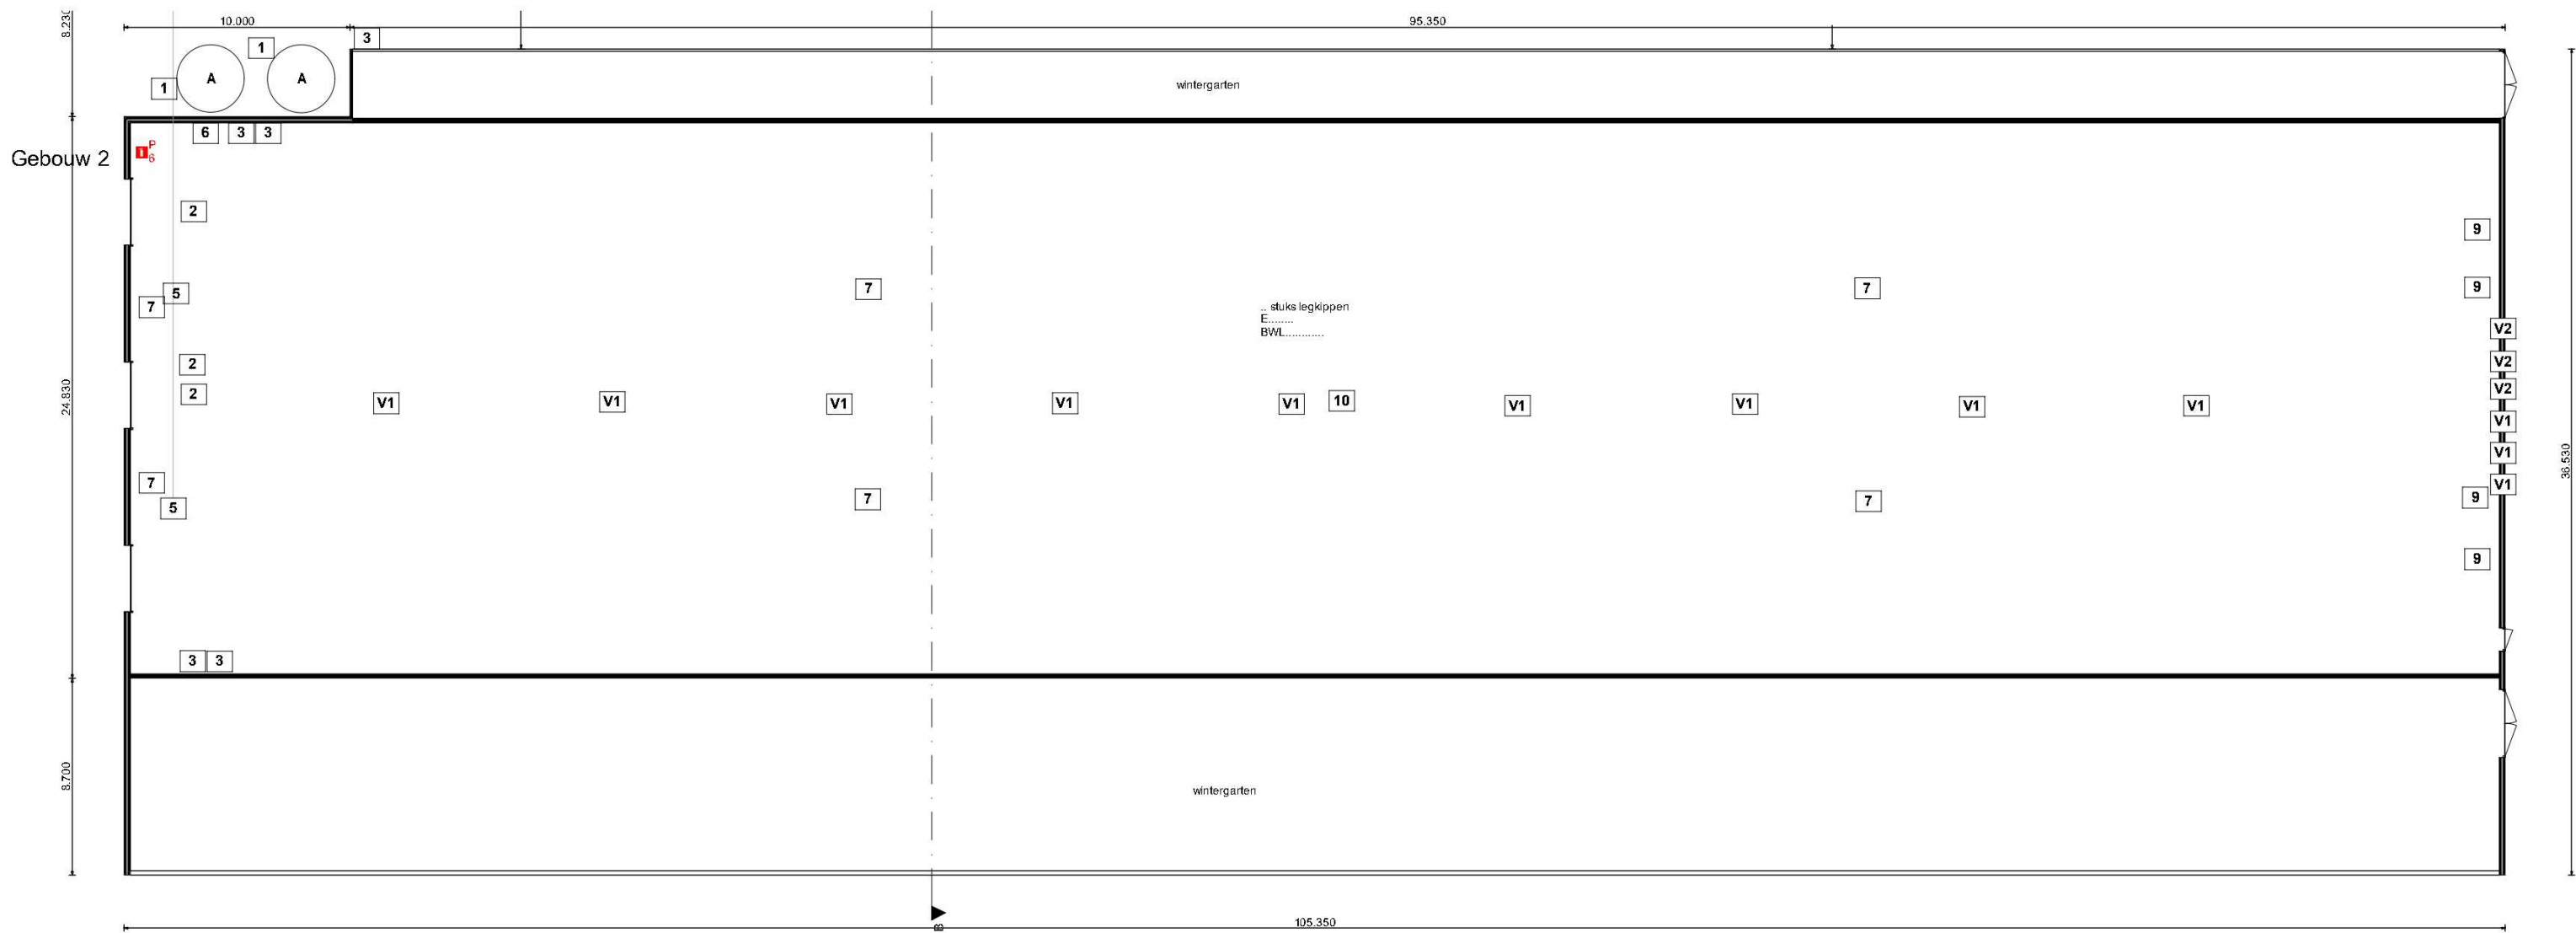 10.000
95.350
8.230
3
1
A
A
1
wintergarten
6
3
3
P
6
Gebouw 2
2
9
5
7
7
7
9
.. stuks legkippen
E........
BWL............
V2
2
V2
24.830
2
V2
V1
V1
V1
V1
V1
10
V1
V1
V1
V1
V1
V1
36.530
7
V1
5
7
7
9
9
3
3
8.700
wintergarten
105.350
B